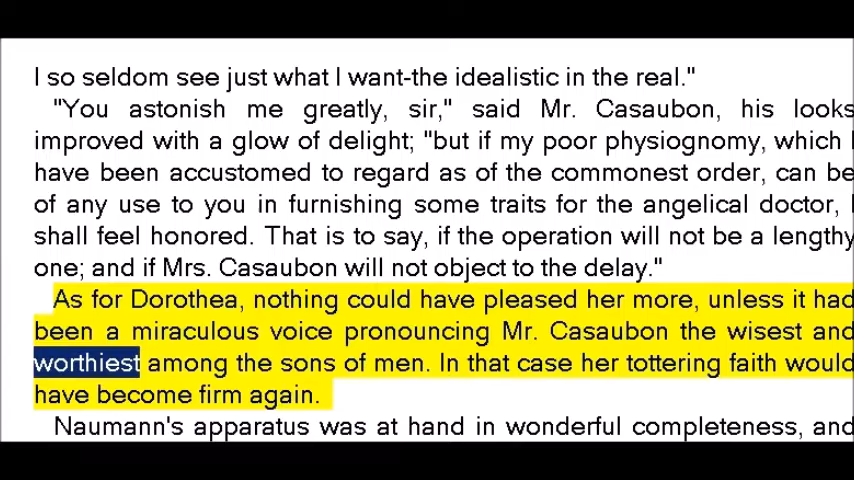 I so seldom see just what I want-the idealistic in the real."
"You astonish me greatly, sir," said Mr. Casaubon, his looks
improved with a glow of delight; "but if my poor physiognomy, which I
have been accustomed to regard as of the commonest order, can be
of any use to you in furnishing some traits for the angelical doctor, I
shall feel honored. That is to say, if the operation will not be a lengthy
one; and if Mrs. Casaubon will not object to the delay."
As for Dorothea, nothing could have pleased her more, unless it had
been a miraculous voice pronouncing Mr. Casaubon the wisest and
worthiest among the sons of men. In that case her tottering faith would
have become firm again.
Naumann's apparatus was at hand in wonderful completeness, and